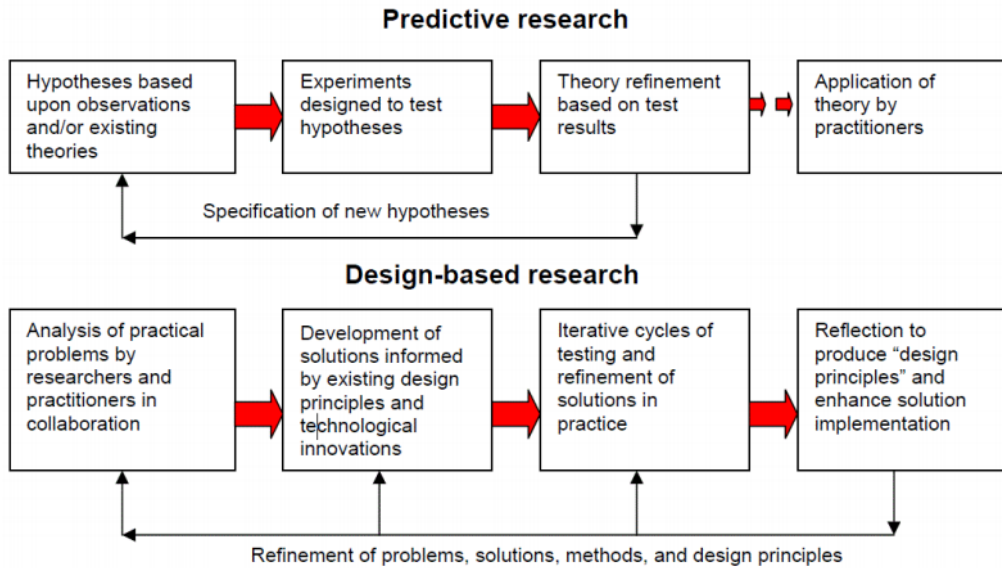 Predictive research
Hypotheses based
upon observations
and/or existing
theories
Experiments
designed to test
hypotheses
Theory refinement
based on test
results
Application of
theory by
practitioners
Specification of new hypotheses
Design-based research
Analysis of practical
problems by
researchers and
practitioners in
collaboration
Development of
solutions informed
by existing design
principles and
technological
innovations
Iterative cycles of
testing and
refinement of
solutions in
practice
Reflection to
produce “design
principles” and
enhance solution
implementation
Refinement of problems, solutions, methods, and design principles